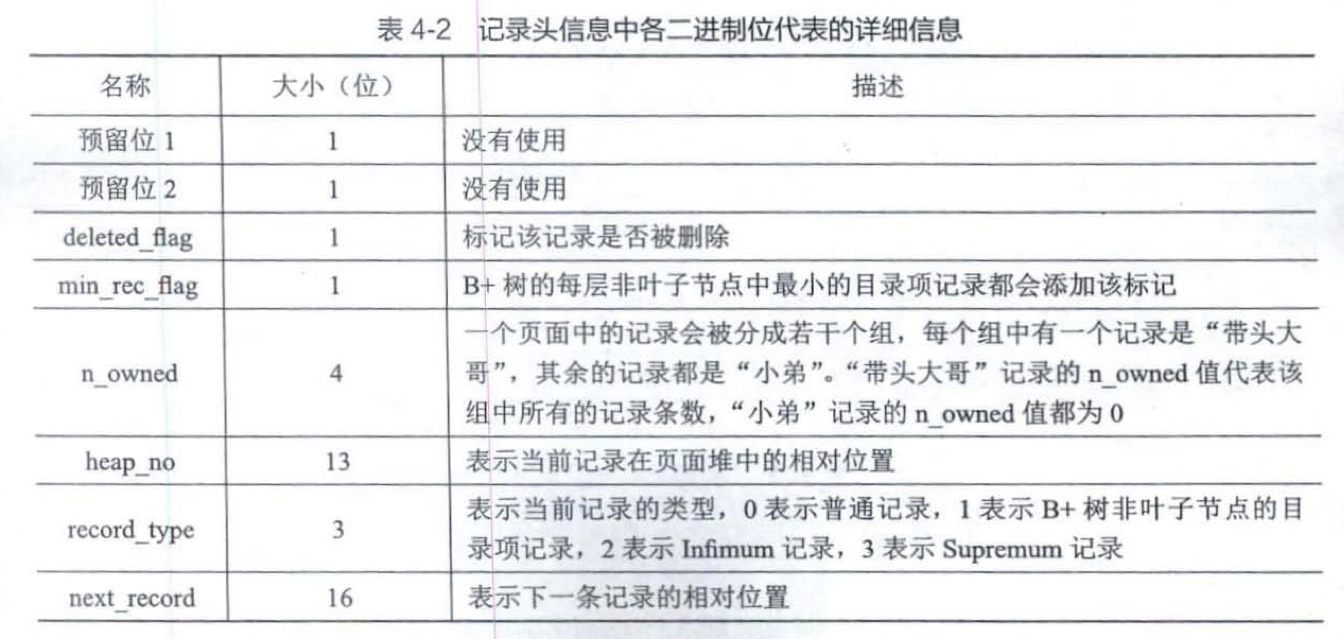 表 4-2 记录头信息中各二进制位代表的详细信息
名称 大小（位） 描述
预留位 1 1 没有使用
预留位 2 1 没有使用
deleted_flag 1 标记该记录是否被删除
min_rec_flag 1 B+ 树的每层非叶子节点中最小的目录项记录都会添加该标记
一个页面中的记录会被分成若干个组，每个组中有一个记录是“带头大
n_owned 4 哥”，其余的记录都是“小弟”。“带头大哥”记录的 n_owned 值代表该
组中所有的记录条数，“小弟”记录的 n_owned 值都为 0
heap_no 13 表示当前记录在页面堆中的相对位置
record_type 3 表示当前记录的类型，0 表示普通记录，1 表示 B+ 树非叶子节点的目
录项记录，2 表示 Infimum 记录，3 表示 Supremum 记录
next_record 16 表示下一条记录的相对位置